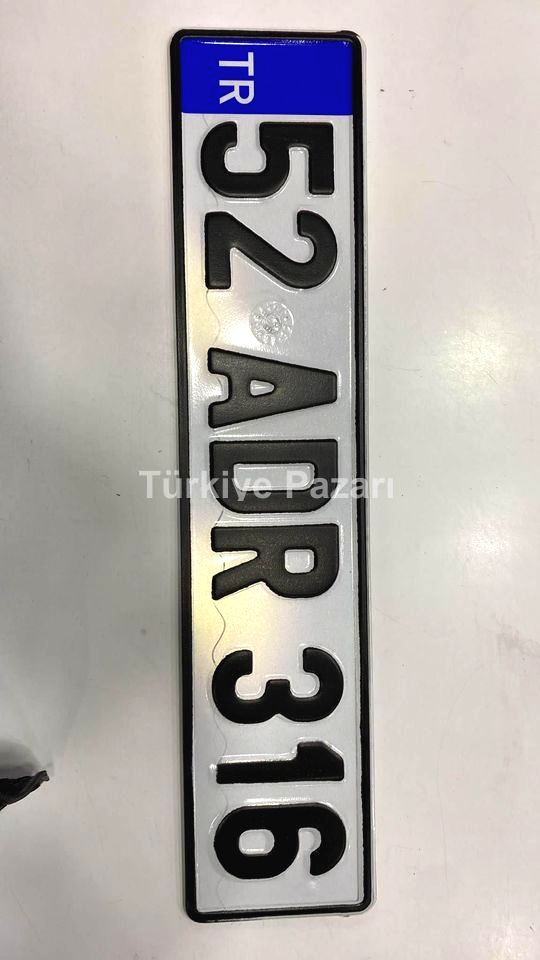 TR
52 ADR 316
Türkiye Pazarı